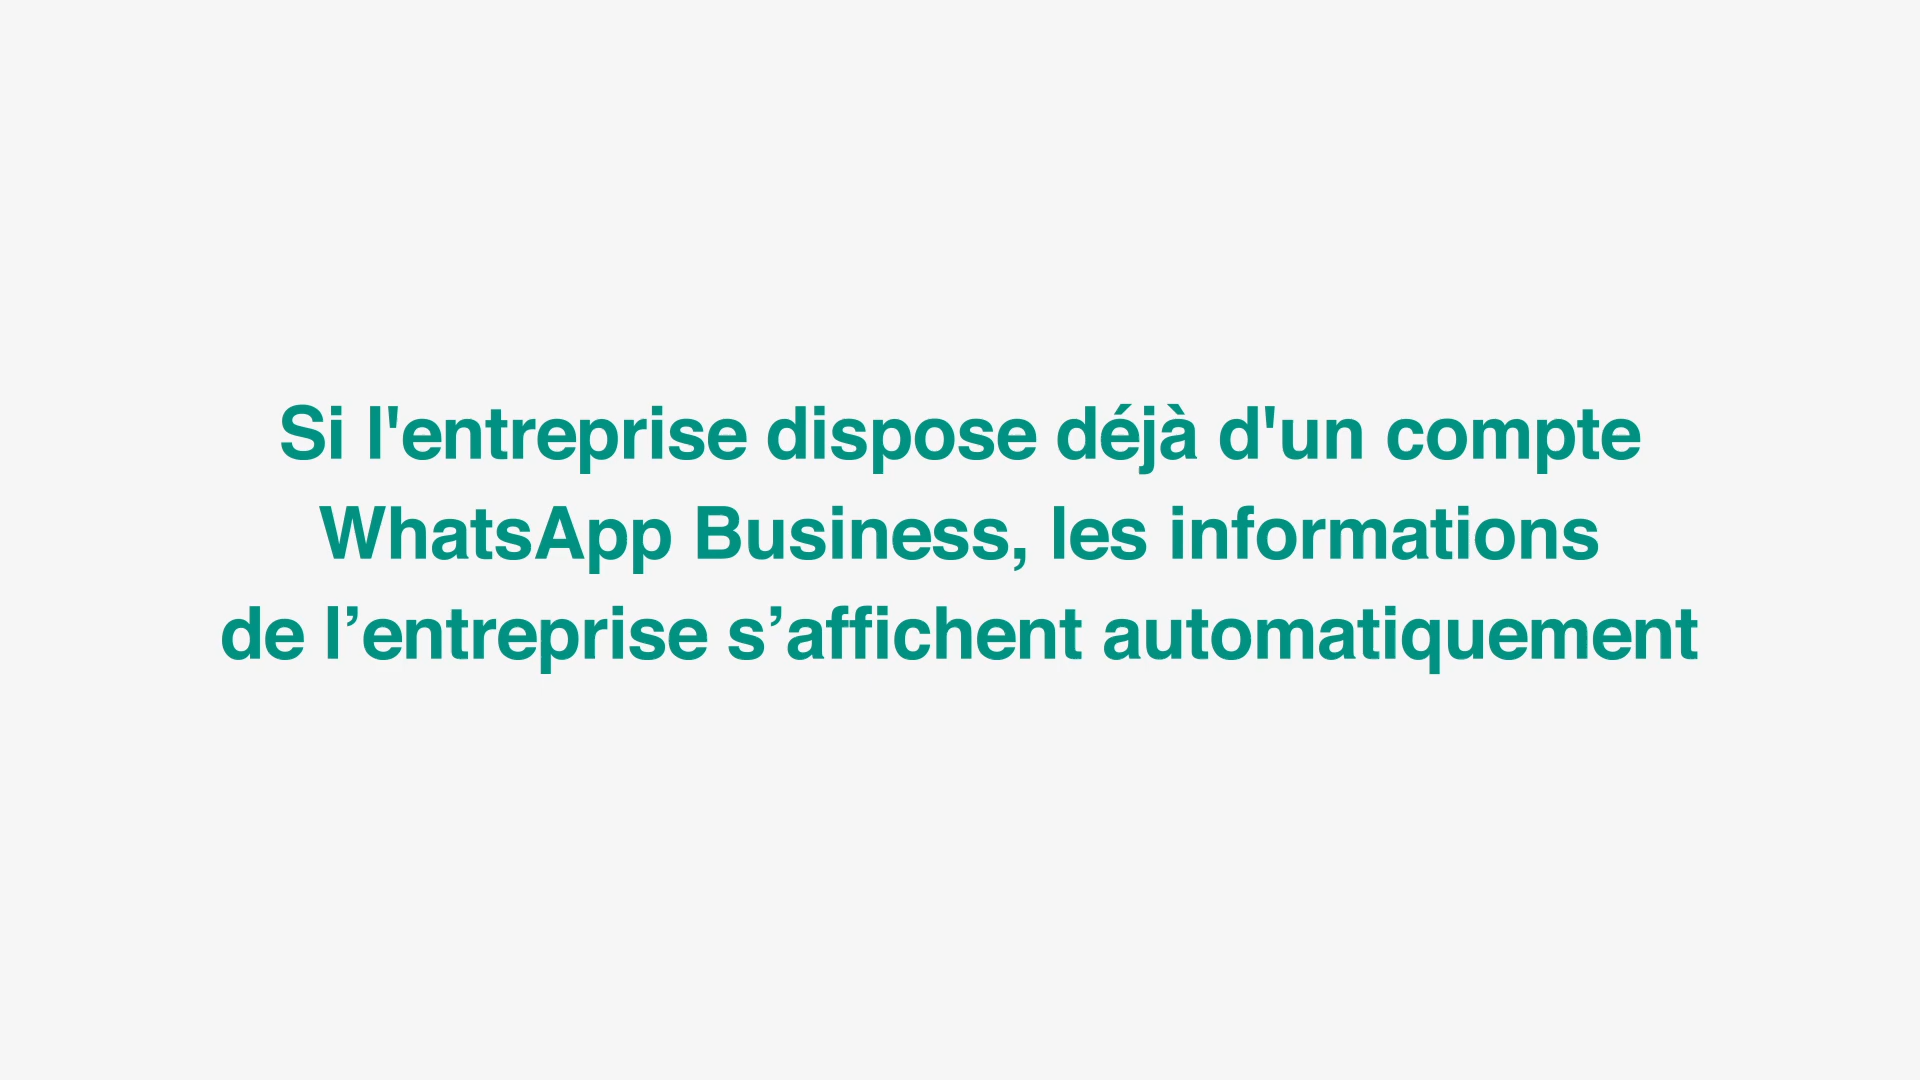 Si l'entreprise dispose déjà d'un compte
WhatsApp Business, les informations
de l’entreprise s’affichent automatiquement